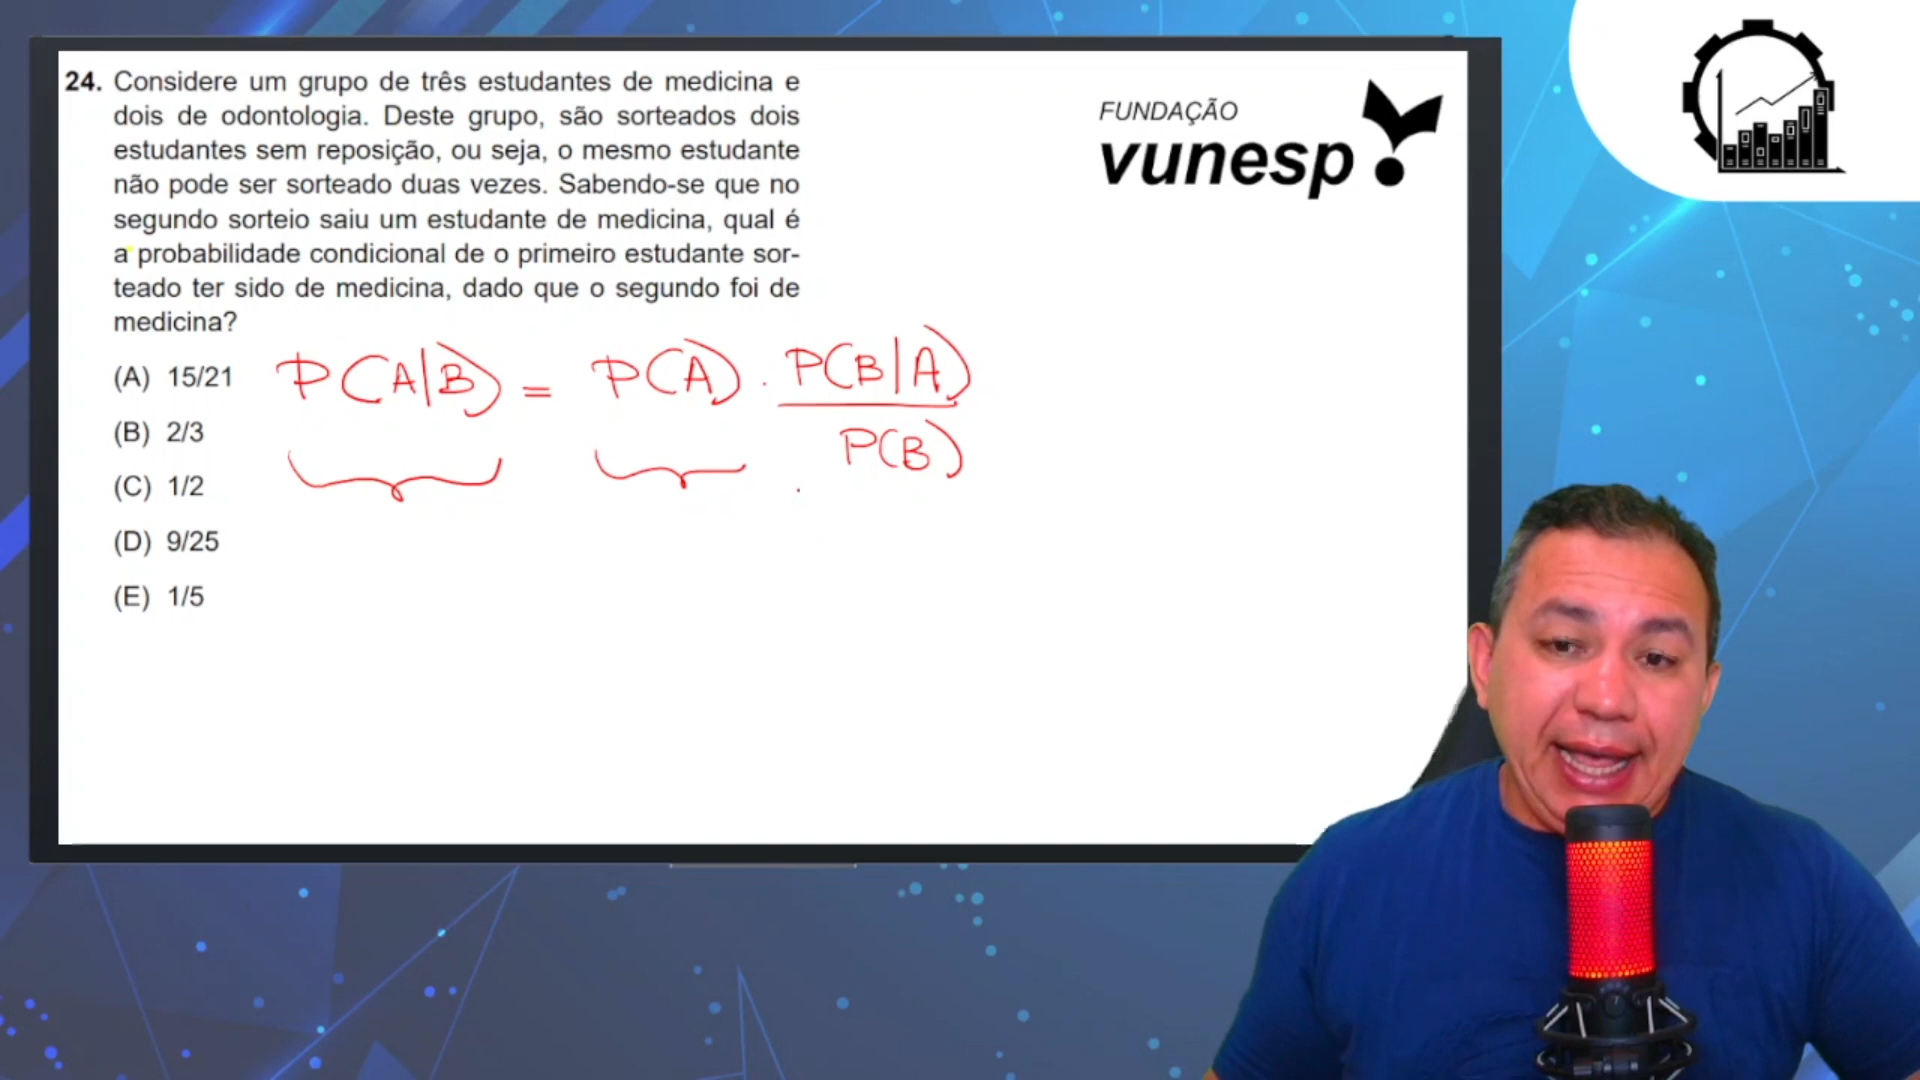 24. Considere um grupo de três estudantes de medicina e
dois de odontologia. Deste grupo, são sorteados dois
estudantes sem reposição, ou seja, o mesmo estudante
não pode ser sorteado duas vezes. Sabendo-se que no
segundo sorteio saiu um estudante de medicina, qual é
a probabilidade condicional de o primeiro estudante sor-
teado ter sido de medicina, dado que o segundo foi de
medicina?
(A) 15/21
(B) 2/3
(C) 1/2
(D) 9/25
(E) 1/5
P(A|B) = P(A) . P(B|A)
P(B)
FUNDAÇÃO
vunesp